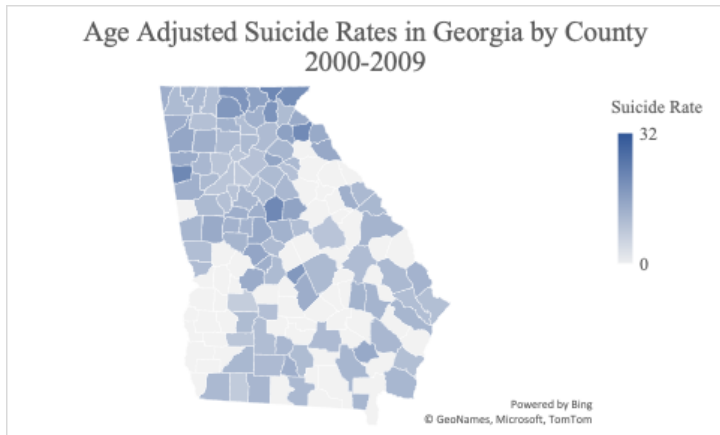 Age Adjusted Suicide Rates in Georgia by County
2000-2009
Suicide Rate
32
0
Powered by Bing
© GeoNames, Microsoft, TomTom